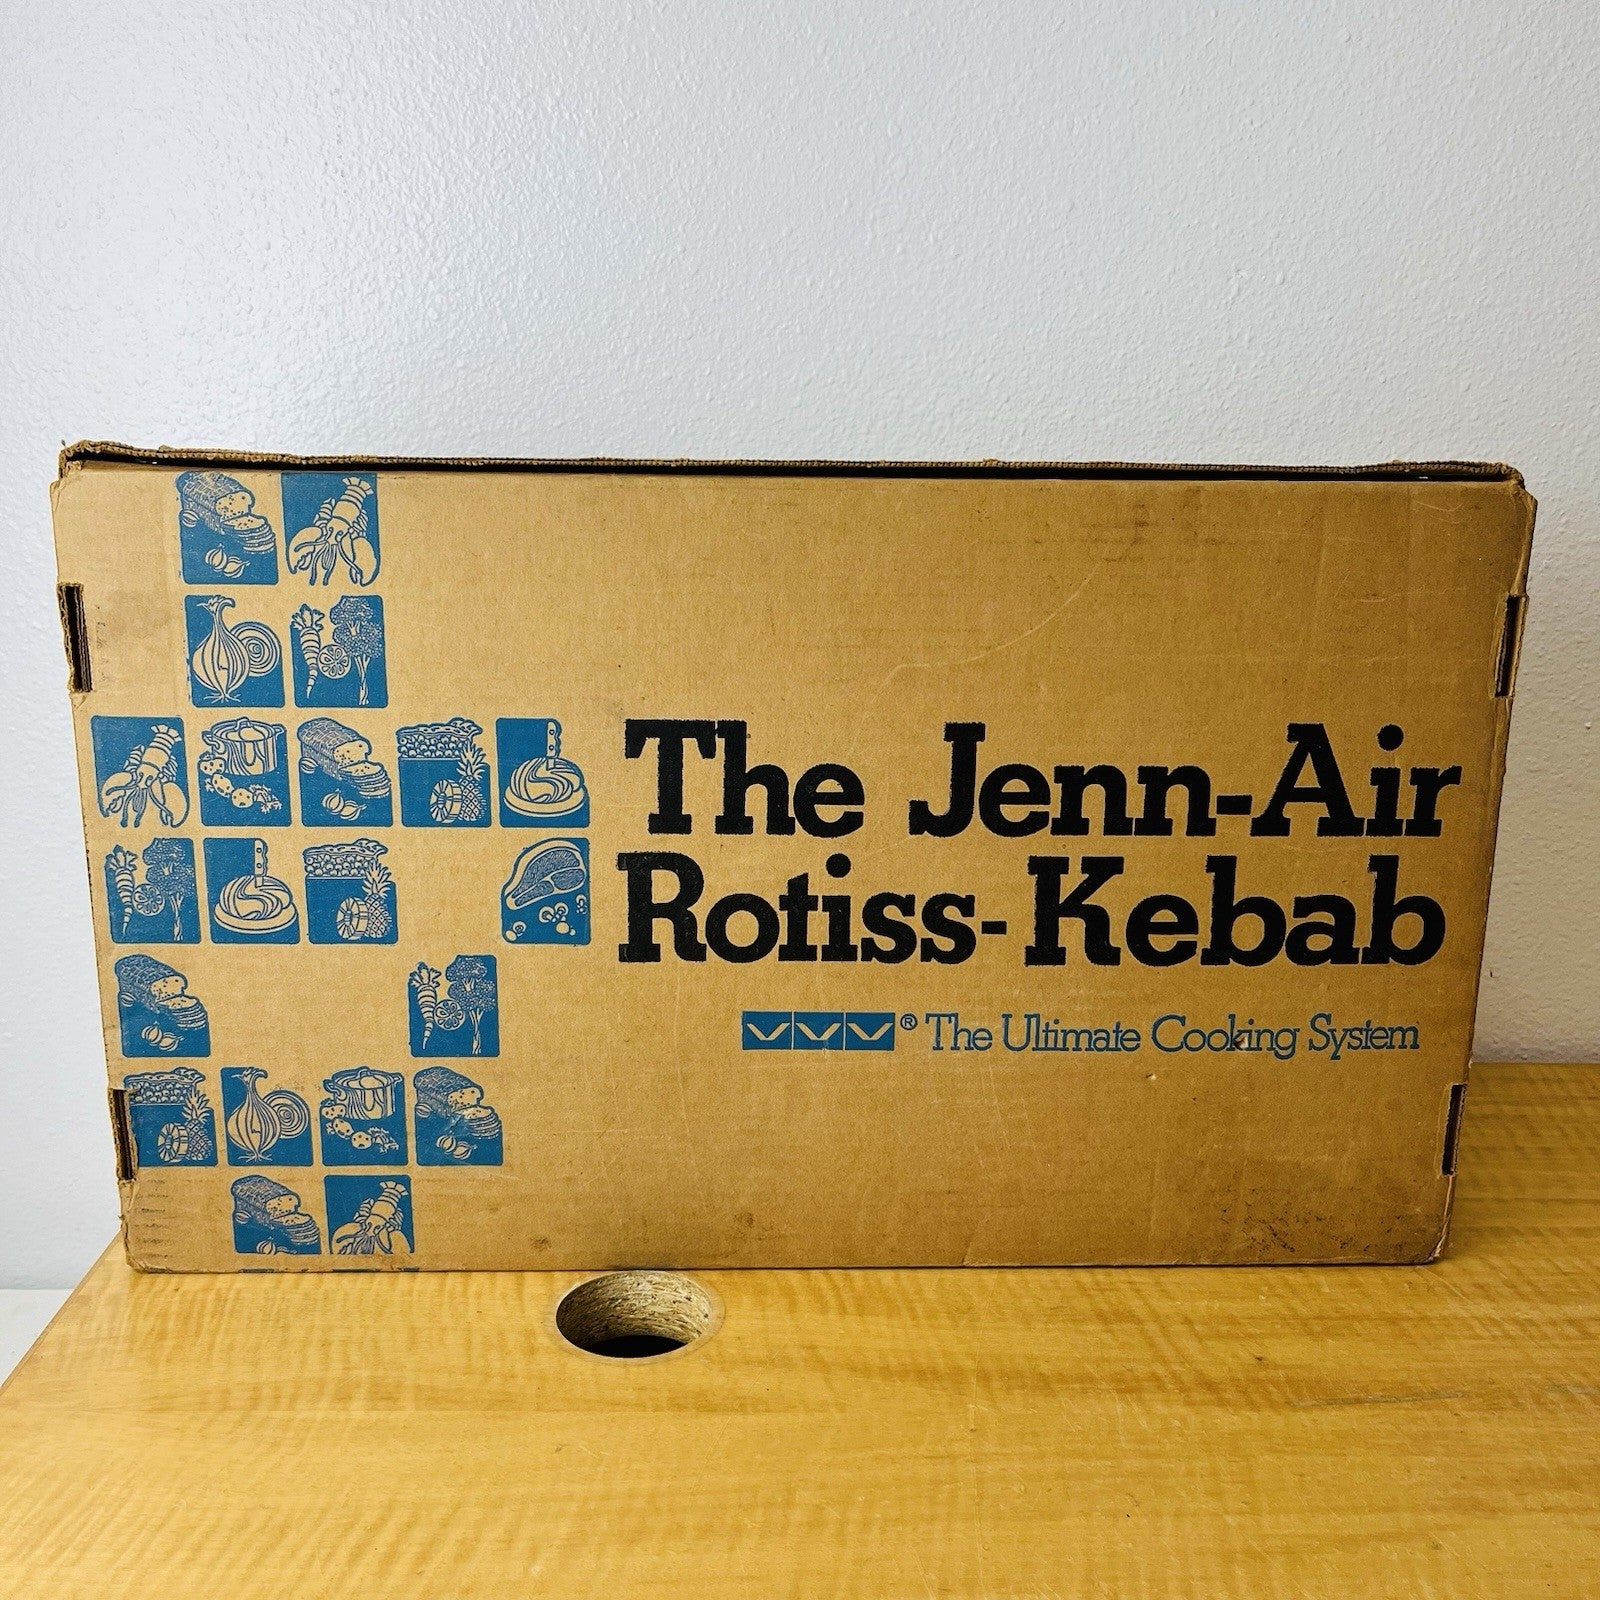 The Jenn-Air
Rotiss-Kebab
® The Ultimate Cooking System